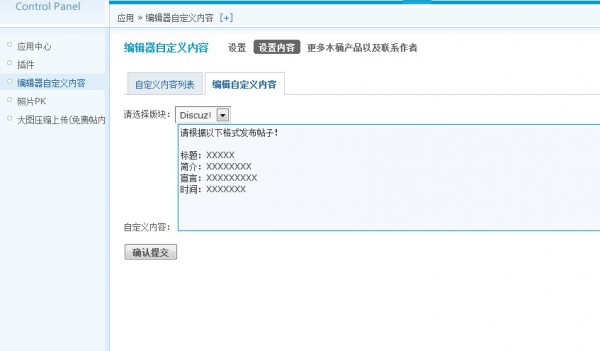 Control Panel
应用 » 编辑器自定义内容 [+]
应用中心
插件
编辑器自定义内容
照片PK
大图压缩上传(免费帖内
编辑器自定义内容 设置 设置内容 更多木桶产品以及联系作者
自定义内容列表 编辑自定义内容
请选择版块: Discuz!
请根据以下格式发布帖子!
标题: XXXXX
简介: XXXXXXXX
宣言: XXXXXXXXX
时间: XXXXXXX
自定义内容:
确认提交